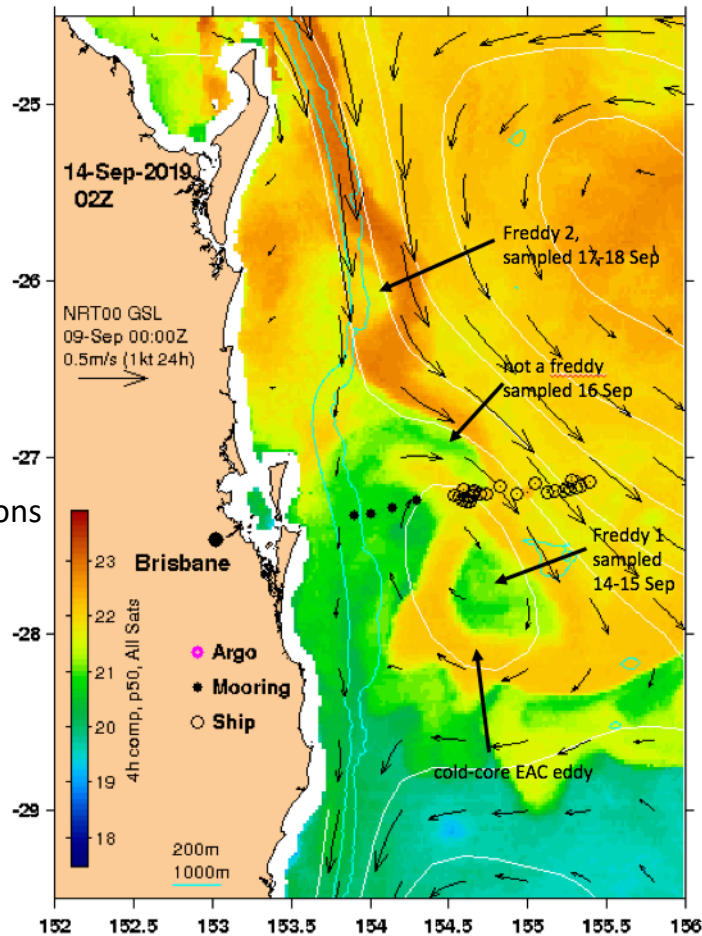 -25
-26
-27
-28
-29
14-Sep-2019
02Z
NRT00 GSL
09-Sep 00:00Z
0.5m/s (1kt 24h)
Freddy 2,
sampled 17-18 Sep
not a freddy
sampled 16 Sep
ons
Freddy 1
sampled
14-15 Sep
Brisbane
23
22
21
20
19
18
4h comp, p50, All Sats
Argo
Mooring
Ship
cold-core EAC eddy
200m
1000m
152
152.5
153
153.5
154
154.5
155
155.5
156